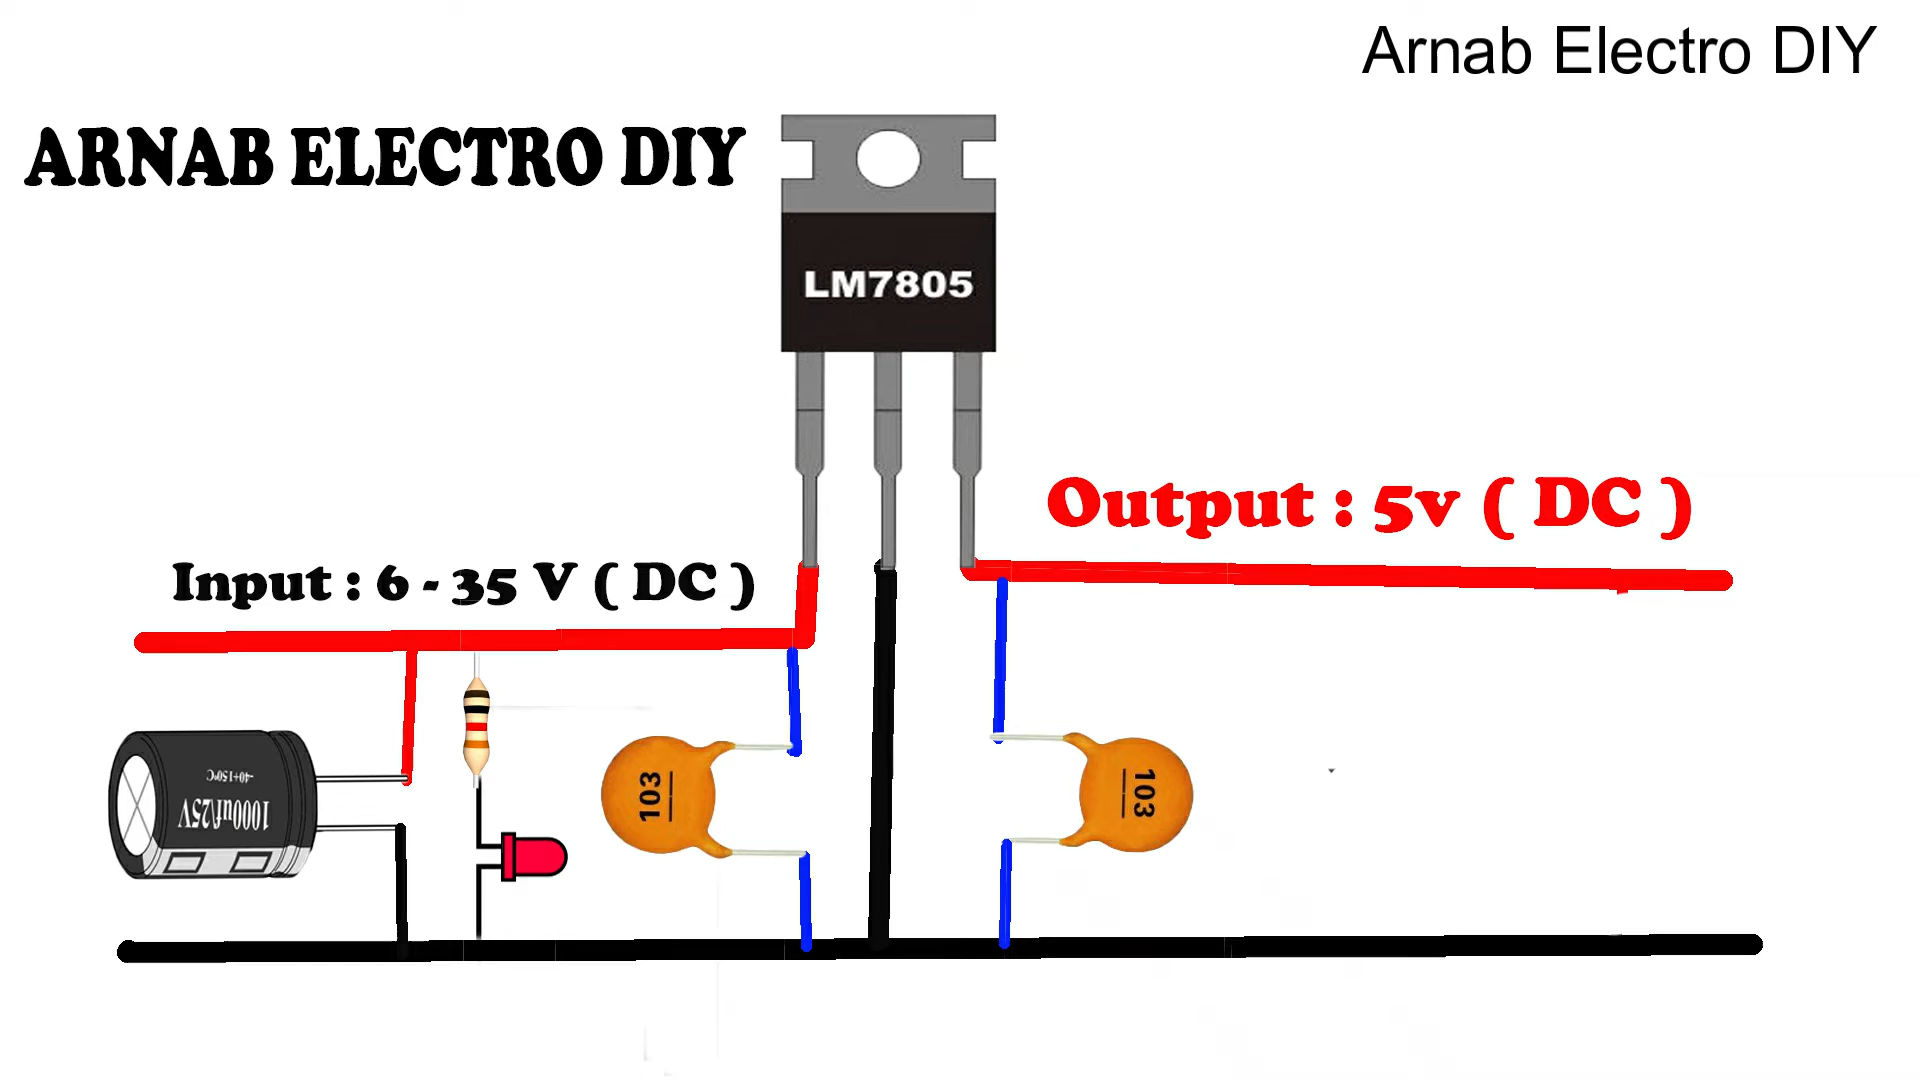 Arnab Electro DIY
ARNAB ELECTRO DIY
LM7805
Output : 5v ( DC )
Input : 6 - 35 V ( DC )
-40+150°C
1000uf\25V
103
103